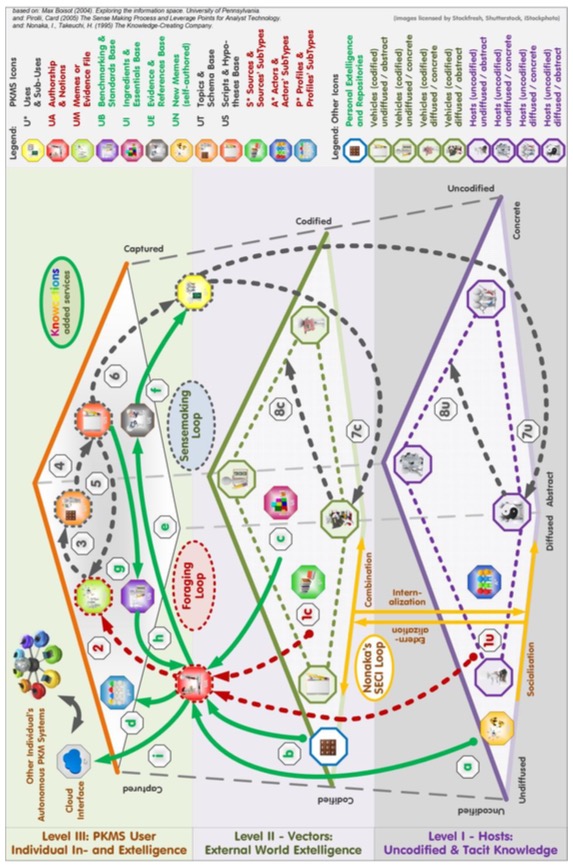 based on: Max Boisot (2004). Exploring the information space. University of Pennsylvania.
and: Pirolli, Card (2005) The Sense Making Process and Leverage Points for Analyst Technology.
and: Nonaka, I., Takeuchi, H. (1995) The Knowledge-Creating Company.
(images licensed by Stockfresh, Shutterstock, iStockphoto)
Legend: PKMS Icons
U* Uses
& Sub-Uses
UA Authorship
& Notions
UM Memes or
Evidence File
UB Benchmarking &
Standards Base
UI Ingredients &
Essentials Base
UE Evidence &
References Base
UN New Memes
(self-authored)
UT Topics &
Schema Base
US Scripts & Hypo-
theses Base
S* Sources &
Sources' SubTypes
A* Actors &
Actors' SubTypes
P* Profiles &
Profiles' SubTypes
Legend: Other Icons
Personal Extelligence
and Repositories
Vehicles (codified)
undiffused / abstract
Vehicles (codified)
undiffused / concrete
Vehicles (codified)
diffused / concrete
Vehicles (codified)
diffused / abstract
Hosts (uncodified)
undiffused / abstract
Hosts (uncodified)
undiffused / concrete
Hosts (uncodified)
diffused / concrete
Hosts (uncodified)
diffused / abstract
Knowcations
added services
Captured
Codified
Uncodified
Concrete
6
f
4
5
3
e
g
h
2
d
i
Sensemaking
Loop
Foraging
Loop
8c
7c
c
1c
b
8u
7u
1u
a
Abstract
Diffused
Combination
Intern-
alization
Extern-
alization
Nonaka's
SECI Loop
Socialisation
Other Individual's
Autonomous PKM Systems
Cloud
Interface
Captured
Codified
Uncodified
Undiffused
Level III: PKMS User
Individual In- and Extelligence
Level II - Vectors:
External World Extelligence
Level I - Hosts:
Uncodified & Tacit Knowledge